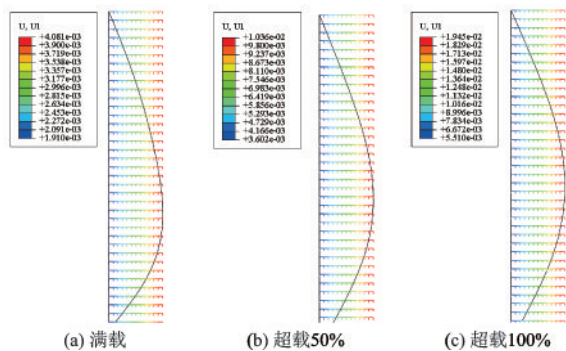 U, U1
+4.081e-03
+3.900e-03
+3.719e-03
+3.538e-03
+3.357e-03
+3.177e-03
+2.996e-03
+2.815e-03
+2.634e-03
+2.453e-03
+2.272e-03
+2.091e-03
+1.910e-03
(a) 满载
U, U1
+1.036e-02
+9.800e-03
+9.237e-03
+8.673e-03
+8.110e-03
+7.546e-03
+6.983e-03
+6.419e-03
+5.856e-03
+5.293e-03
+4.729e-03
+4.166e-03
+3.602e-03
(b) 超载50%
U, U1
+1.945e-02
+1.829e-02
+1.713e-02
+1.597e-02
+1.480e-02
+1.364e-02
+1.248e-02
+1.132e-02
+1.016e-02
+8.996e-03
+7.834e-03
+6.672e-03
+5.510e-03
(c) 超载100%